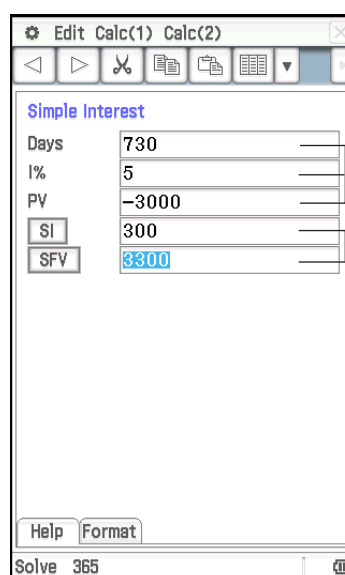 Edit Calc(1) Calc(2)
Simple Interest
Days 730
I% 5
PV −3000
SI 300
SFV 3300
Help Format
Solve 365